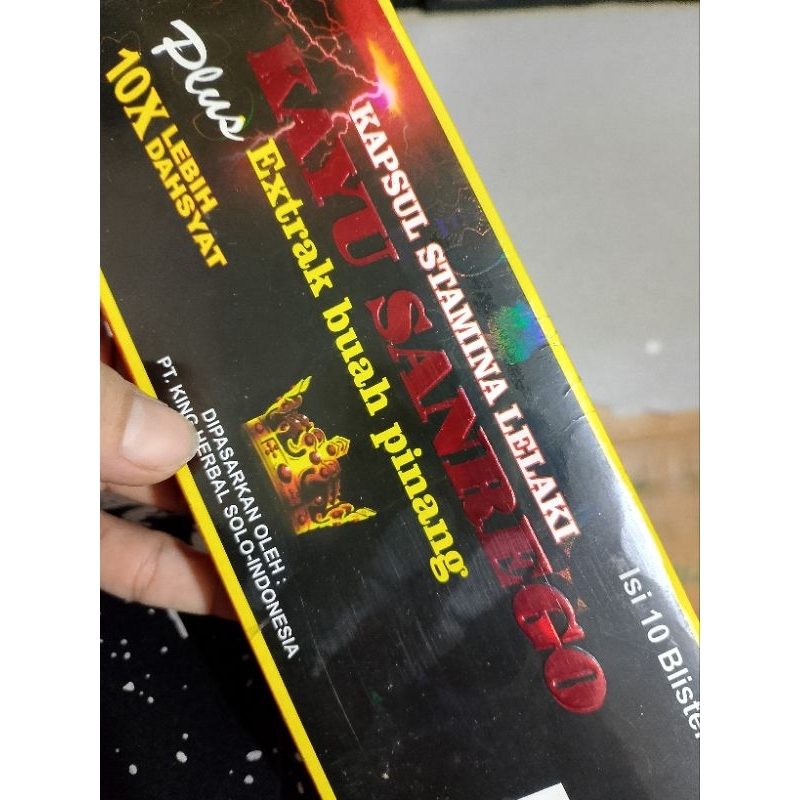 KAPSUL STAMINA LELAKI
KAYU SANREGO
Plus Extrak buah pinang
10X LEBIH
DAHSYAT
DIPASARKAN OLEH :
PT. KING HERBAL SOLO-INDONESIA
Isi 10 Blister